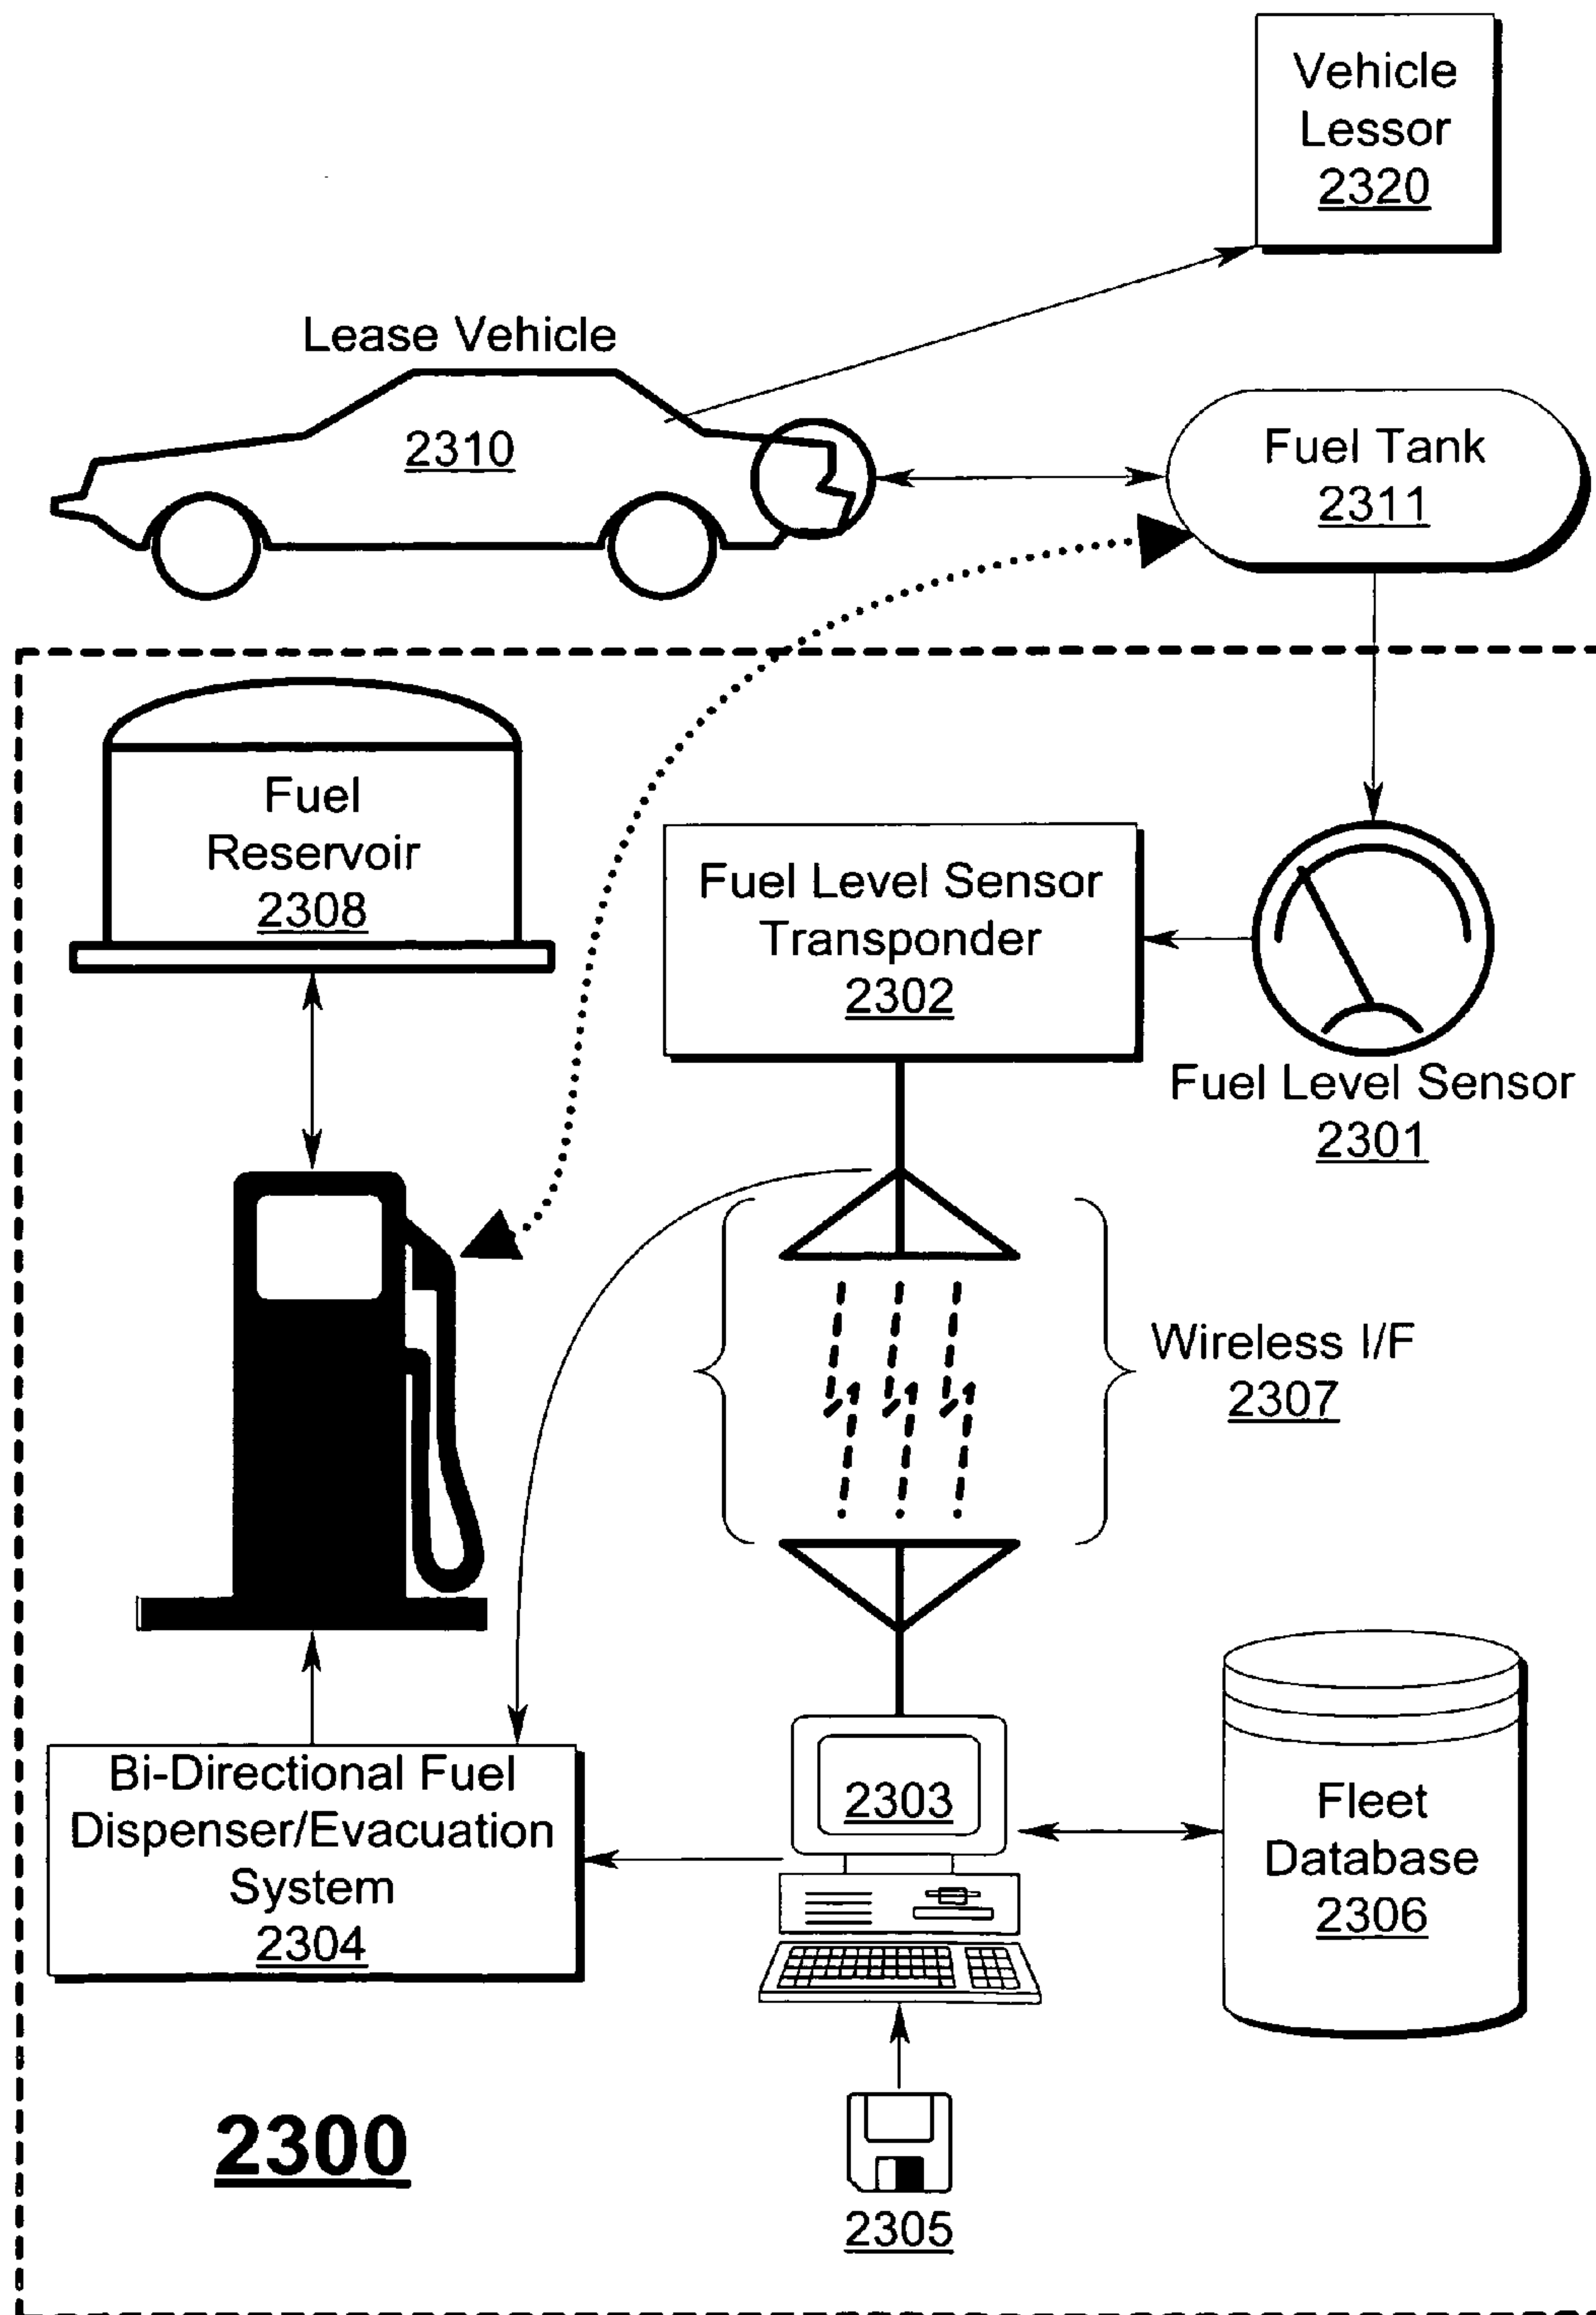 Vehicle
Lessor
2320
Lease Vehicle
2310
Fuel Tank
2311
Fuel
Reservoir
2308
Fuel Level Sensor
Transponder
2302
Fuel Level Sensor
2301
Wireless I/F
2307
Bi-Directional Fuel
Dispenser/Evacuation
System
2304
2303
Fleet
Database
2306
2300
2305